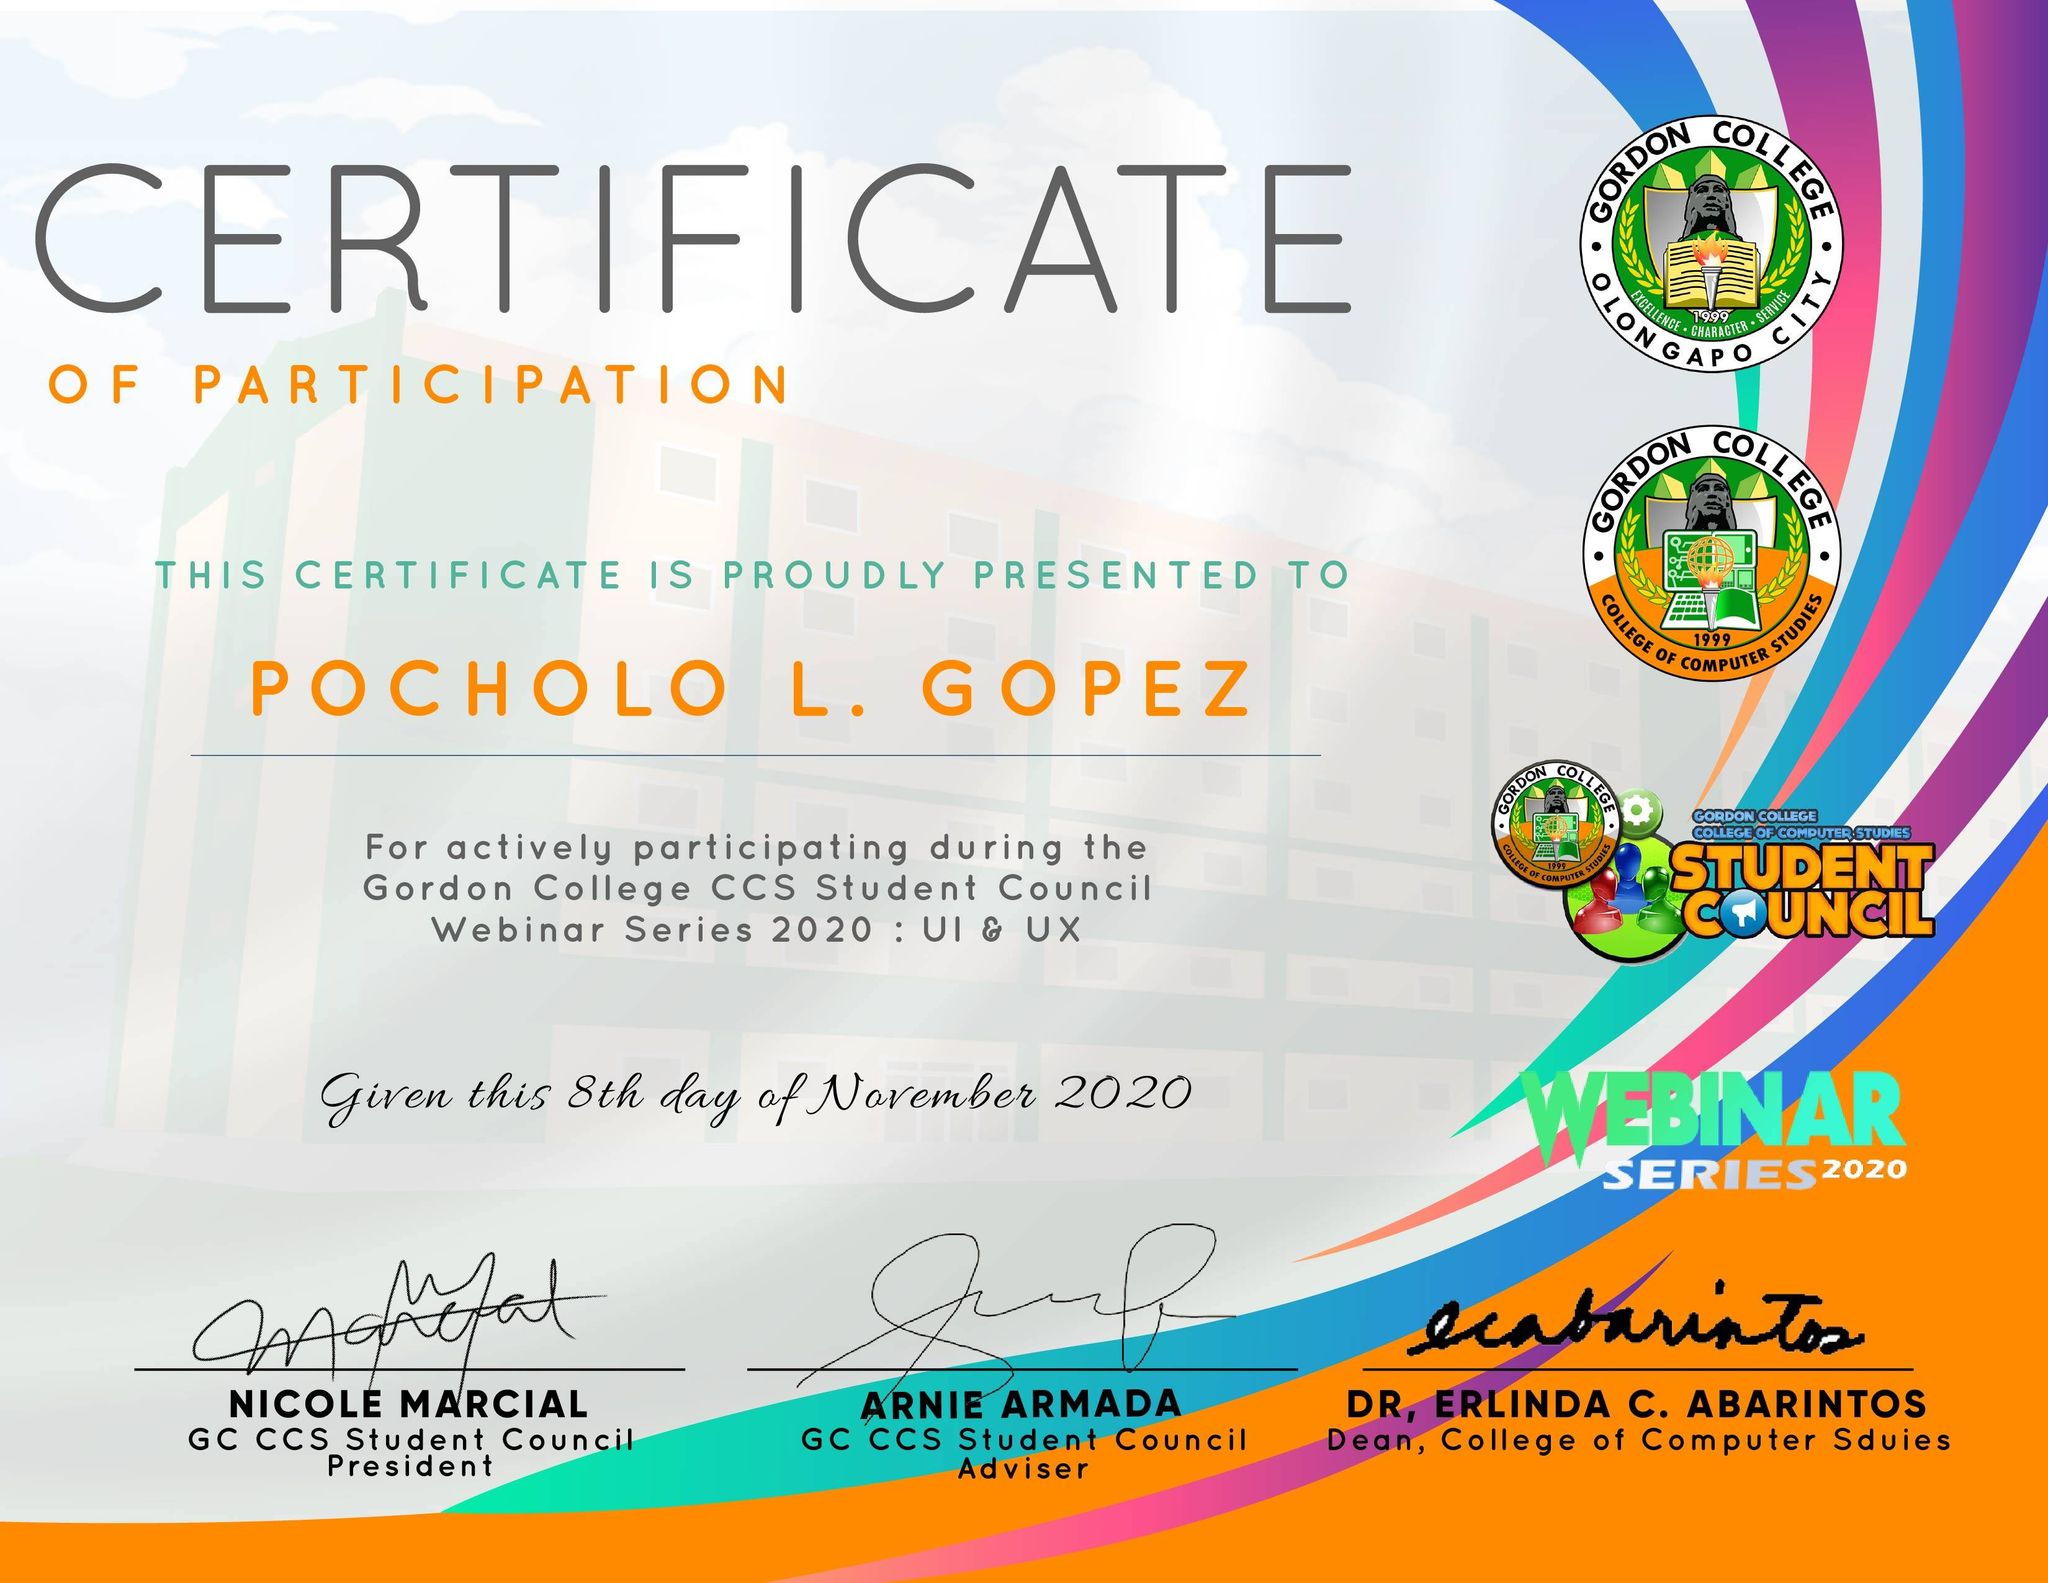 CERTIFICATE
OF PARTICIPATION
THIS CERTIFICATE IS PROUDLY PRESENTED TO
POCHOLO L. GOPEZ
For actively participating during the
Gordon College CCS Student Council
Webinar Series 2020 : UI & UX
Given this 8th day of November 2020
GORDON COLLEGE
EXCELLENCE • CHARACTER • SERVICE
1999
OLONGAPO CITY
GORDON COLLEGE
1999
COLLEGE OF COMPUTER STUDIES
GORDON COLLEGE
1999
COLLEGE OF COMPUTER STUDIES
GORDON COLLEGE
COLLEGE OF COMPUTER STUDIES
STUDENT
COUNCIL
WEBINAR
SERIES 2020
ecabarintos
NICOLE MARCIAL
GC CCS Student Council
President
ARNIE ARMADA
GC CCS Student Council
Adviser
DR, ERLINDA C. ABARINTOS
Dean, College of Computer Sduies